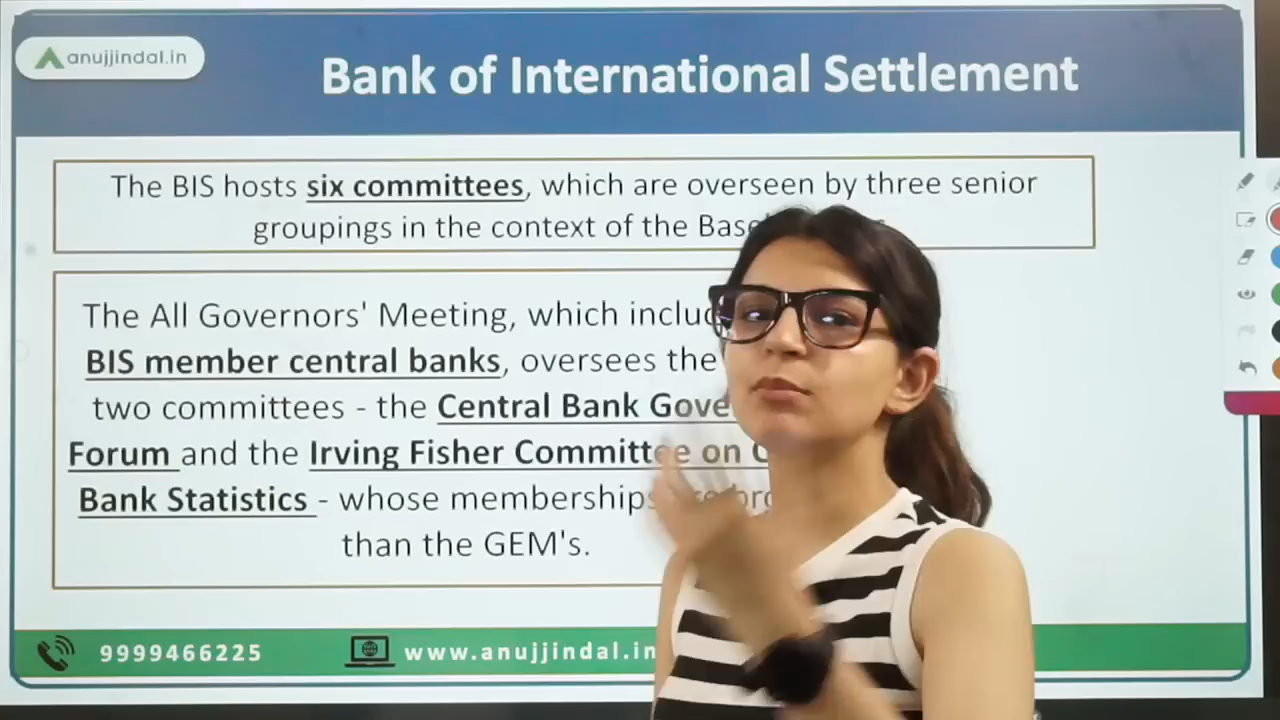 anujjindal.in
Bank of International Settlement
The BIS hosts six committees, which are overseen by three senior
groupings in the context of the
The All Governors' Meeting, which
BIS member central banks, oversees the
two committees - the Central Bank
Forum and the Irving Fisher Committee on
Bank Statistics - whose memberships
than the GEM's.
9999466225
www.anujjindal.in